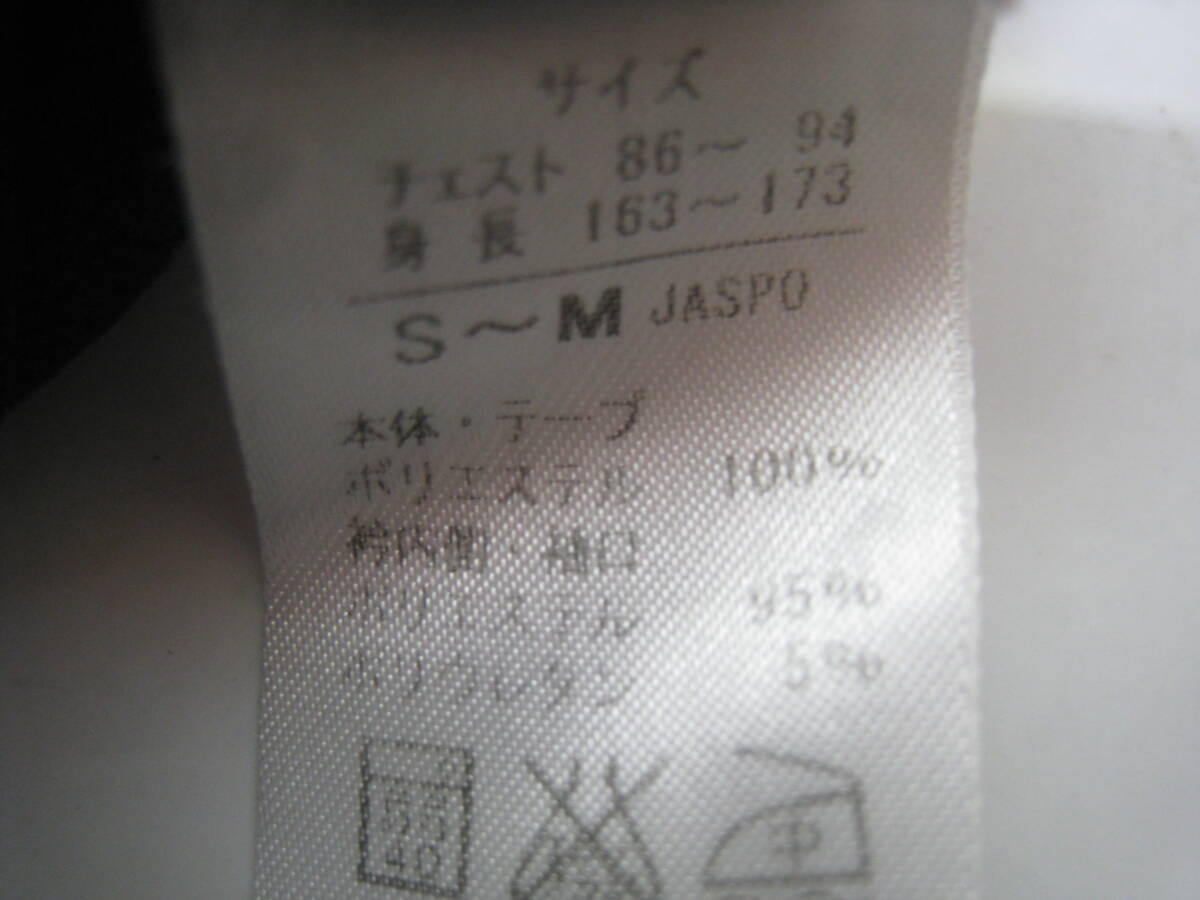 サイズ
チェスト 86～ 94
身 長 163～173
S～M JASPO
本体・テープ
ポリエステル 100%
衿内側・袖口
ポリエステル 95%
ポリウレタン 5%
40
中